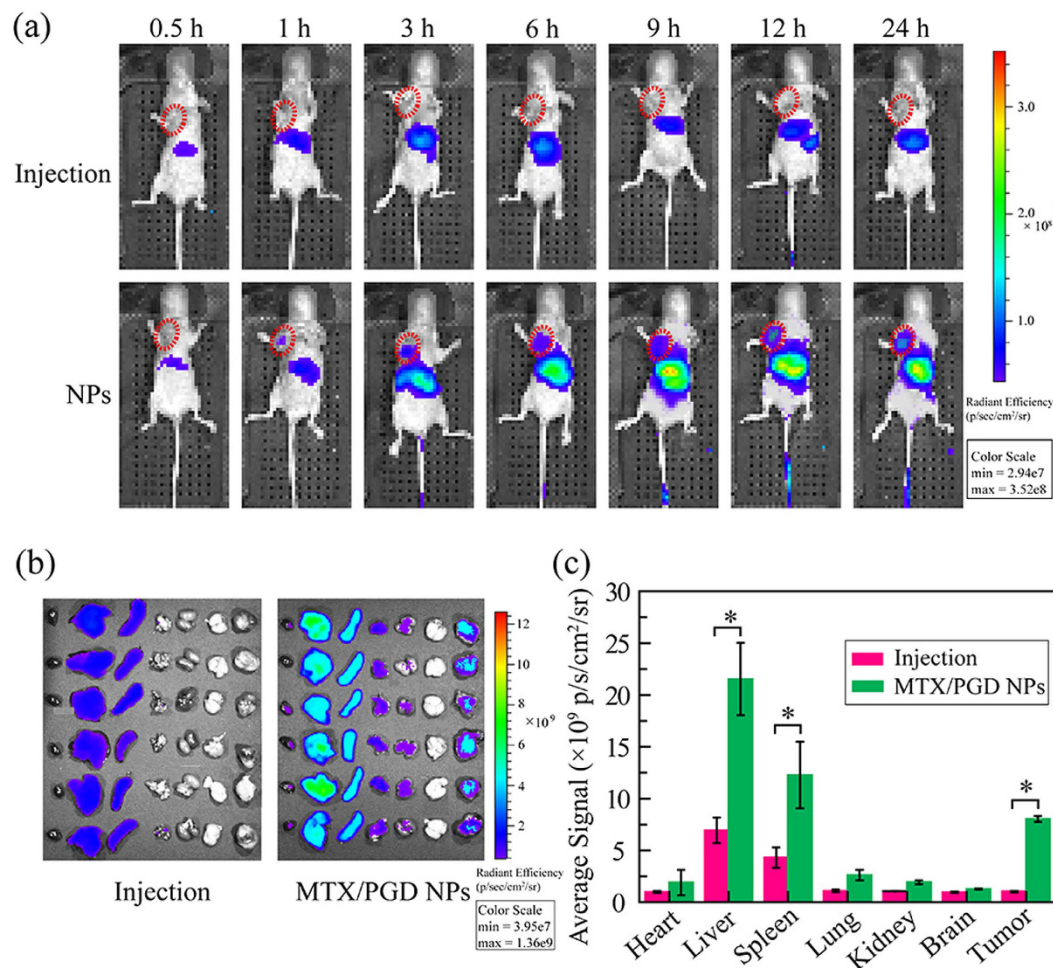 (a)
0.5 h 1 h 3 h 6 h 9 h 12 h 24 h
Injection
NPs
3.0
2.0
× 10⁸
1.0
Radiant Efficiency
(p/sec/cm²/sr)
Color Scale
min = 2.94e7
max = 3.52e8
(b)
Injection
MTX/PGD NPs
12
10
×10⁹
8
6
4
2
Radiant Efficiency
(p/sec/cm²/sr)
Color Scale
min = 3.95e7
max = 1.36e9
(c)
Average Signal (×10⁹ p/s/cm²/sr)
30
25
20
15
10
5
0
*
*
*
Injection
MTX/PGD NPs
Heart Liver Spleen Lung Kidney Brain Tumor